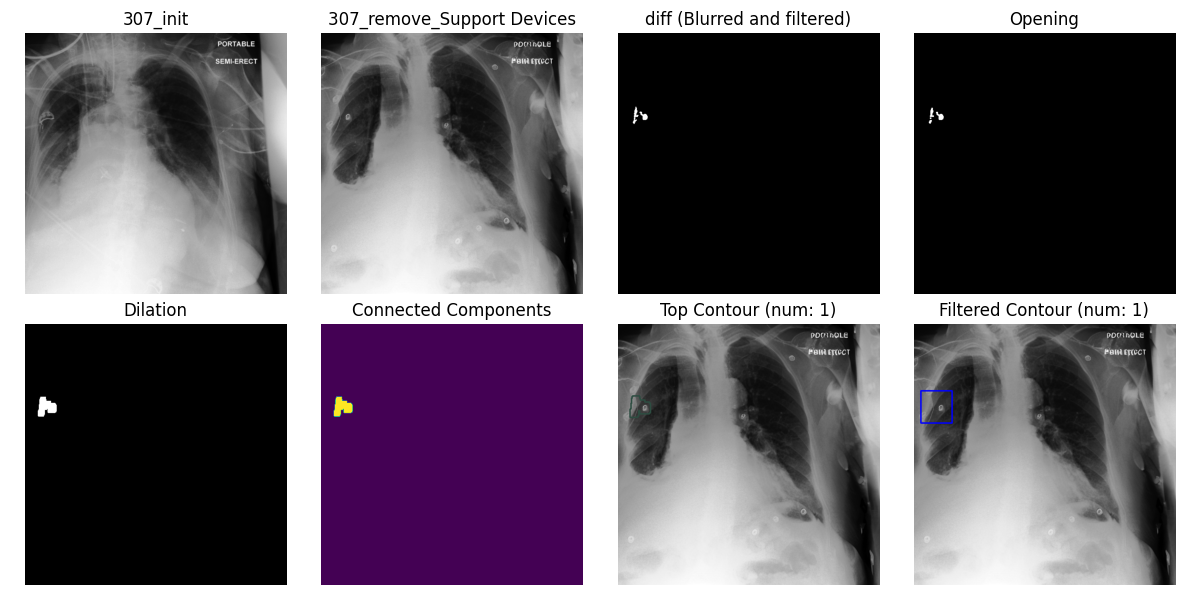 307_init
307_remove_Support Devices
diff (Blurred and filtered)
Opening
PORTABLE
SEMI-ERECT
Dilation
Connected Components
Top Contour (num: 1)
Filtered Contour (num: 1)